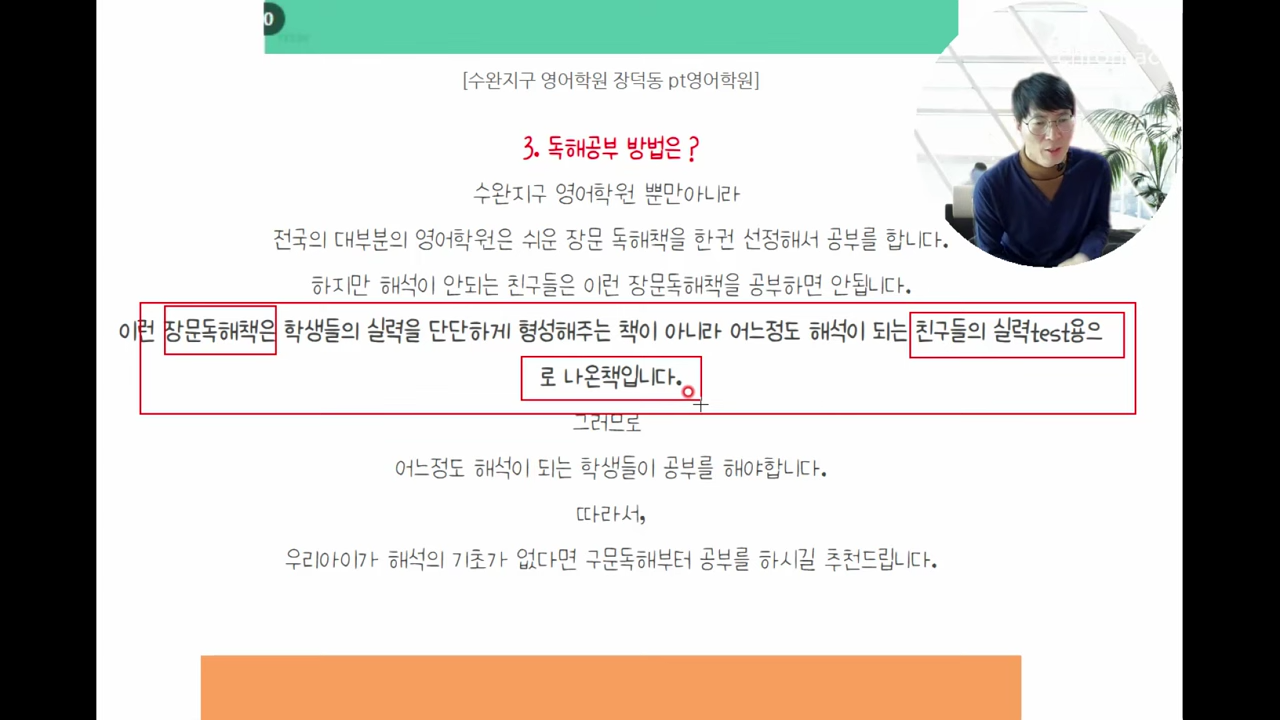 0
[수완지구 영어학원 장덕동 pt영어학원]
3. 독해공부 방법은?
수완지구 영어학원 뿐만아니라
전국의 대부분의 영어학원은 쉬운 장문 독해책을 한권 선정해서 공부를 합니다.
하지만 해석이 안되는 친구들은 이런 장문독해책을 공부하면 안됩니다.
이런 장문독해책은 학생들의 실력을 단단하게 형성해주는 책이 아니라 어느정도 해석이 되는 친구들의 실력test용으
로 나온책입니다.
그러므로
어느정도 해석이 되는 학생들이 공부를 해야합니다.
따라서,
우리아이가 해석의 기초가 없다면 구문독해부터 공부를 하시길 추천드립니다.